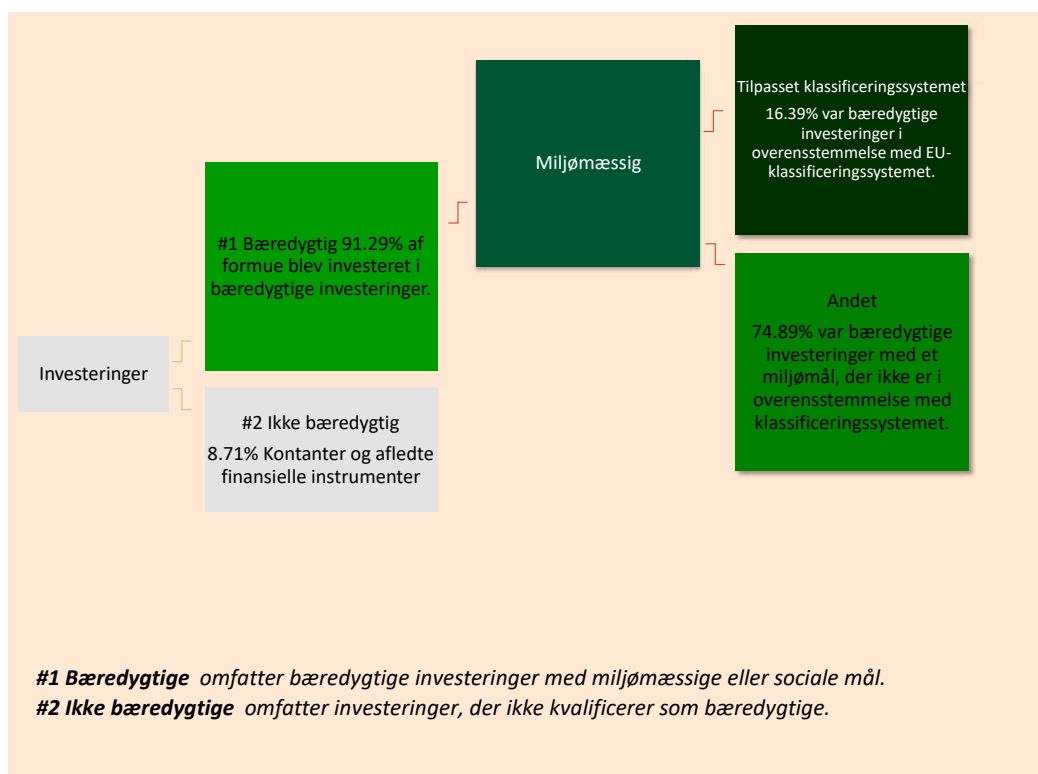 Investeringer
#1 Bæredygtig 91.29% af
formue blev investeret i
bæredygtige investeringer.
#2 Ikke bæredygtig
8.71% Kontanter og afledte
finansielle instrumenter
Miljømæssig
Tilpasset klassificeringssystemet
16.39% var bæredygtige
investeringer i
overensstemmelse med EU-
klassificeringssystemet.
Andet
74.89% var bæredygtige
investeringer med et
miljømål, der ikke er i
overensstemmelse med
klassificeringssystemet.
#1 Bæredygtige omfatter bæredygtige investeringer med miljømæssige eller sociale mål.
#2 Ikke bæredygtige omfatter investeringer, der ikke kvalificerer som bæredygtige.